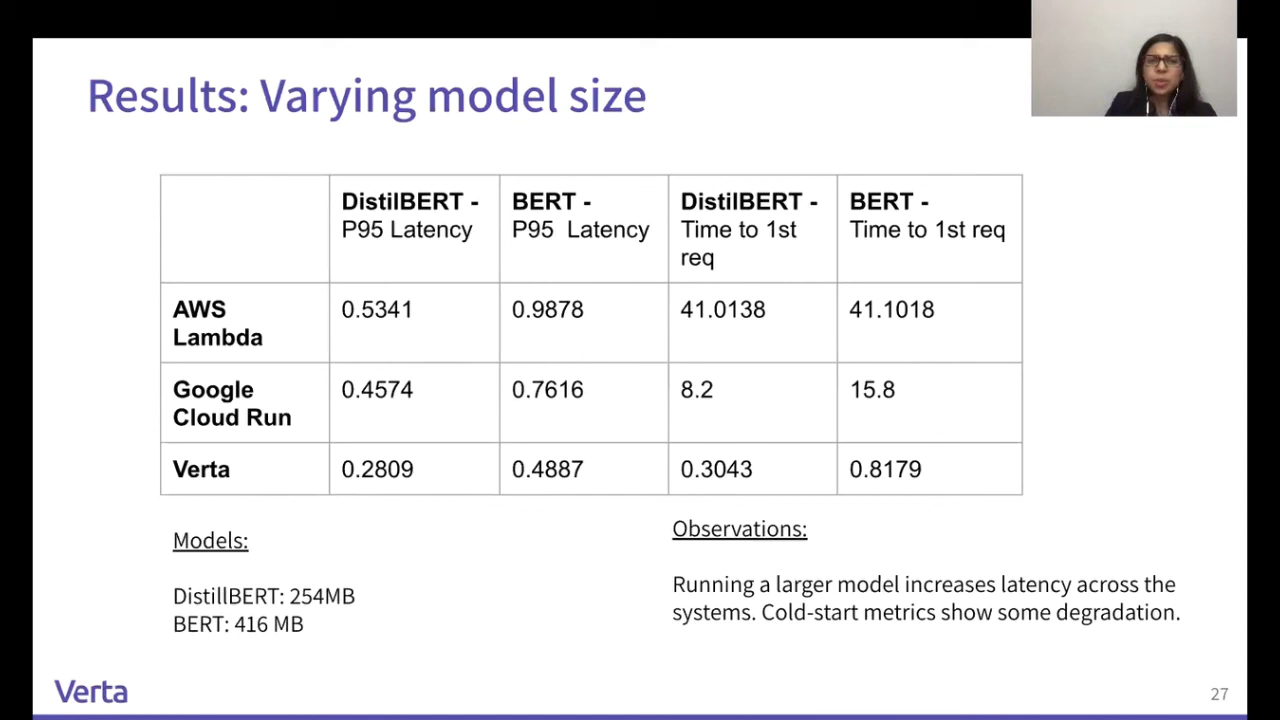 Results: Varying model size
DistilBERT -
P95 Latency
BERT -
P95 Latency
DistilBERT -
Time to 1st
req
BERT -
Time to 1st req
AWS
Lambda
0.5341
0.9878
41.0138
41.1018
Google
Cloud Run
0.4574
0.7616
8.2
15.8
Verta
0.2809
0.4887
0.3043
0.8179
Models:
DistillBERT: 254MB
BERT: 416 MB
Observations:
Running a larger model increases latency across the
systems. Cold-start metrics show some degradation.
Verta
27